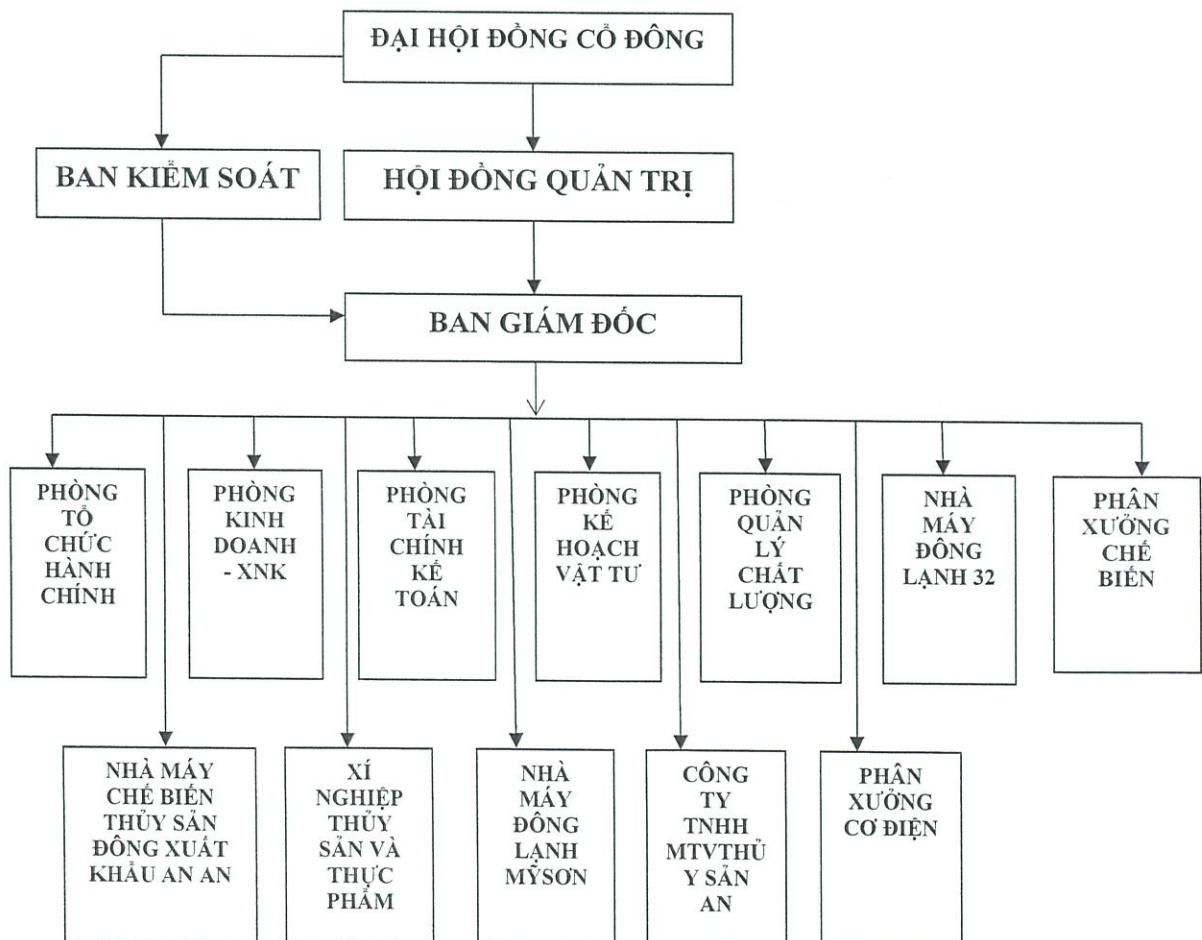 ĐẠI HỘI ĐỒNG CỔ ĐÔNG
BAN KIỂM SOÁT
HỘI ĐỒNG QUẢN TRỊ
BAN GIÁM ĐỐC
PHÒNG
TỔ
CHỨC
HÀNH
CHÍNH
PHÒNG
KINH
DOANH
- XNK
PHÒNG
TÀI
CHÍNH
KẾ
TOÁN
PHÒNG
KẾ
HOẠCH
VẬT TƯ
PHÒNG
QUẢN
LÝ
CHẤT
LƯỢNG
NHÀ
MÁY
ĐÔNG
LẠNH 32
PHÂN
XƯỞNG
CHẾ
BIẾN
NHÀ MÁY
CHẾ BIẾN
THỦY SẢN
ĐÔNG XUẤT
KHẨU AN AN
XÍ
NGHIỆP
THỦY
SẢN VÀ
THỰC
PHẨM
NHÀ
MÁY
ĐÔNG
LẠNH
MỸSƠN
CÔNG
TY
TNHH
MTVTHỦ
Y SẢN
AN
PHÂN
XƯỞNG
CƠ ĐIỆN